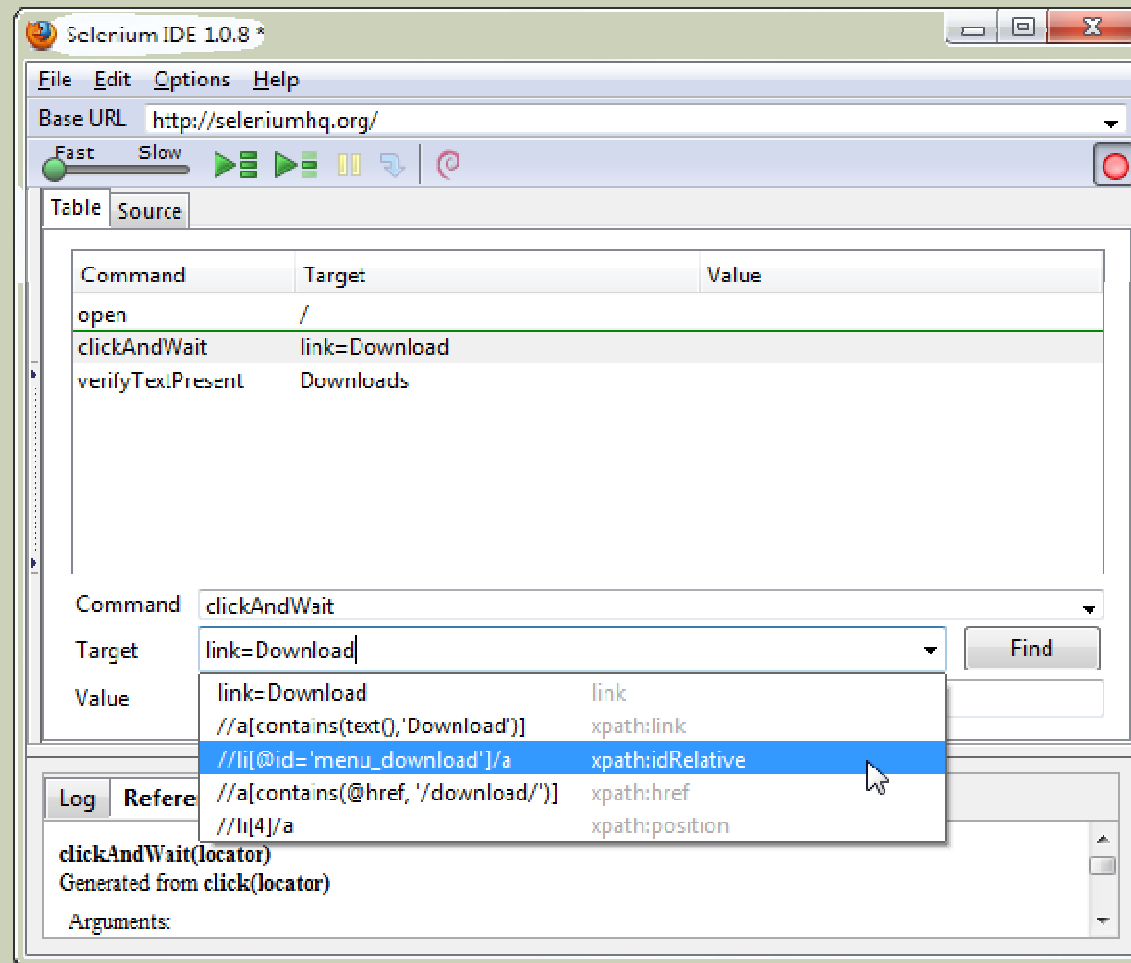 Selenium IDE 1.0.8 *
File Edit Options Help
Base URL http://seleniumhq.org/
Fast Slow
Table Source
Command Target Value
open /
clickAndWait link=Download
verifyTextPresent Downloads
Command clickAndWait
Target link=Download Find
Value
link=Download link
//a[contains(text(),'Download')] xpath:link
//li[@id='menu_download']/a xpath:idRelative
//a[contains(@href, '/download/')] xpath:href
//li[4]/a xpath:position
Log Refere
clickAndWait(locator)
Generated from click(locator)
Arguments: